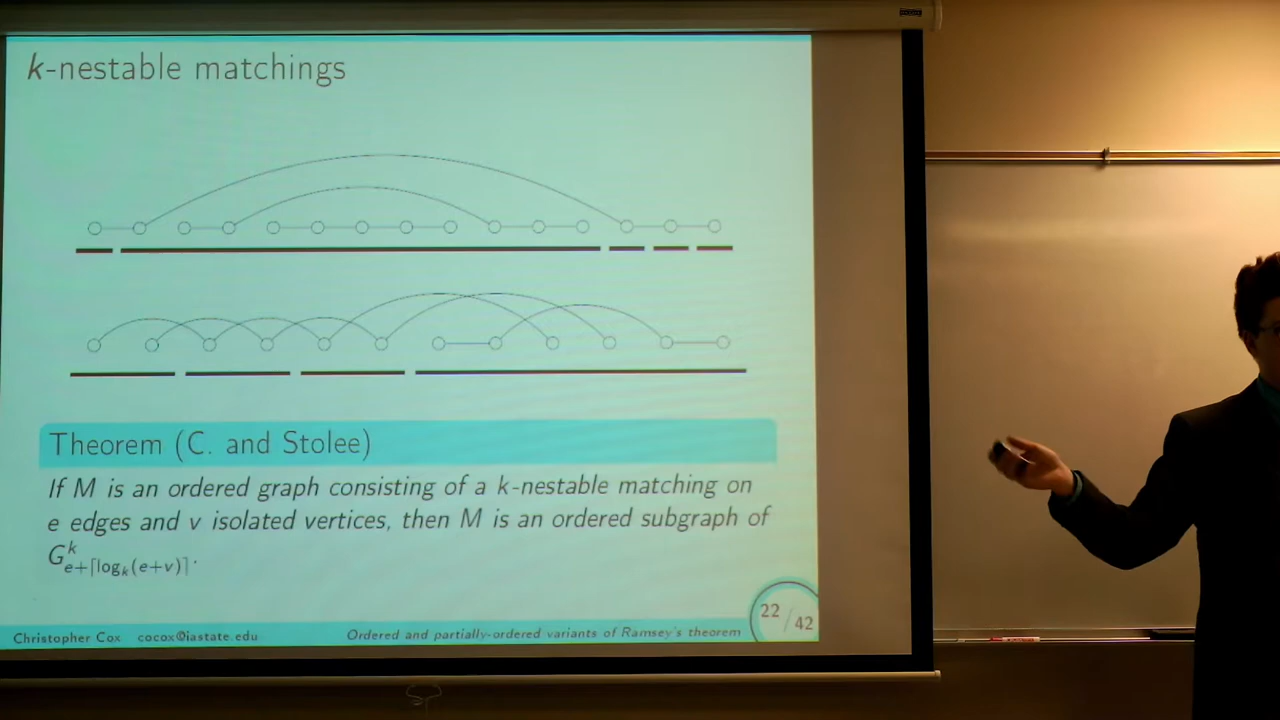 k-nestable matchings
Theorem (C. and Stolee)
If M is an ordered graph consisting of a k-nestable matching on
e edges and v isolated vertices, then M is an ordered subgraph of
G^k_{e+⌈log_k(e+v)⌉}.
22/42
Christopher Cox cocox@iastate.edu Ordered and partially-ordered variants of Ramsey's theorem